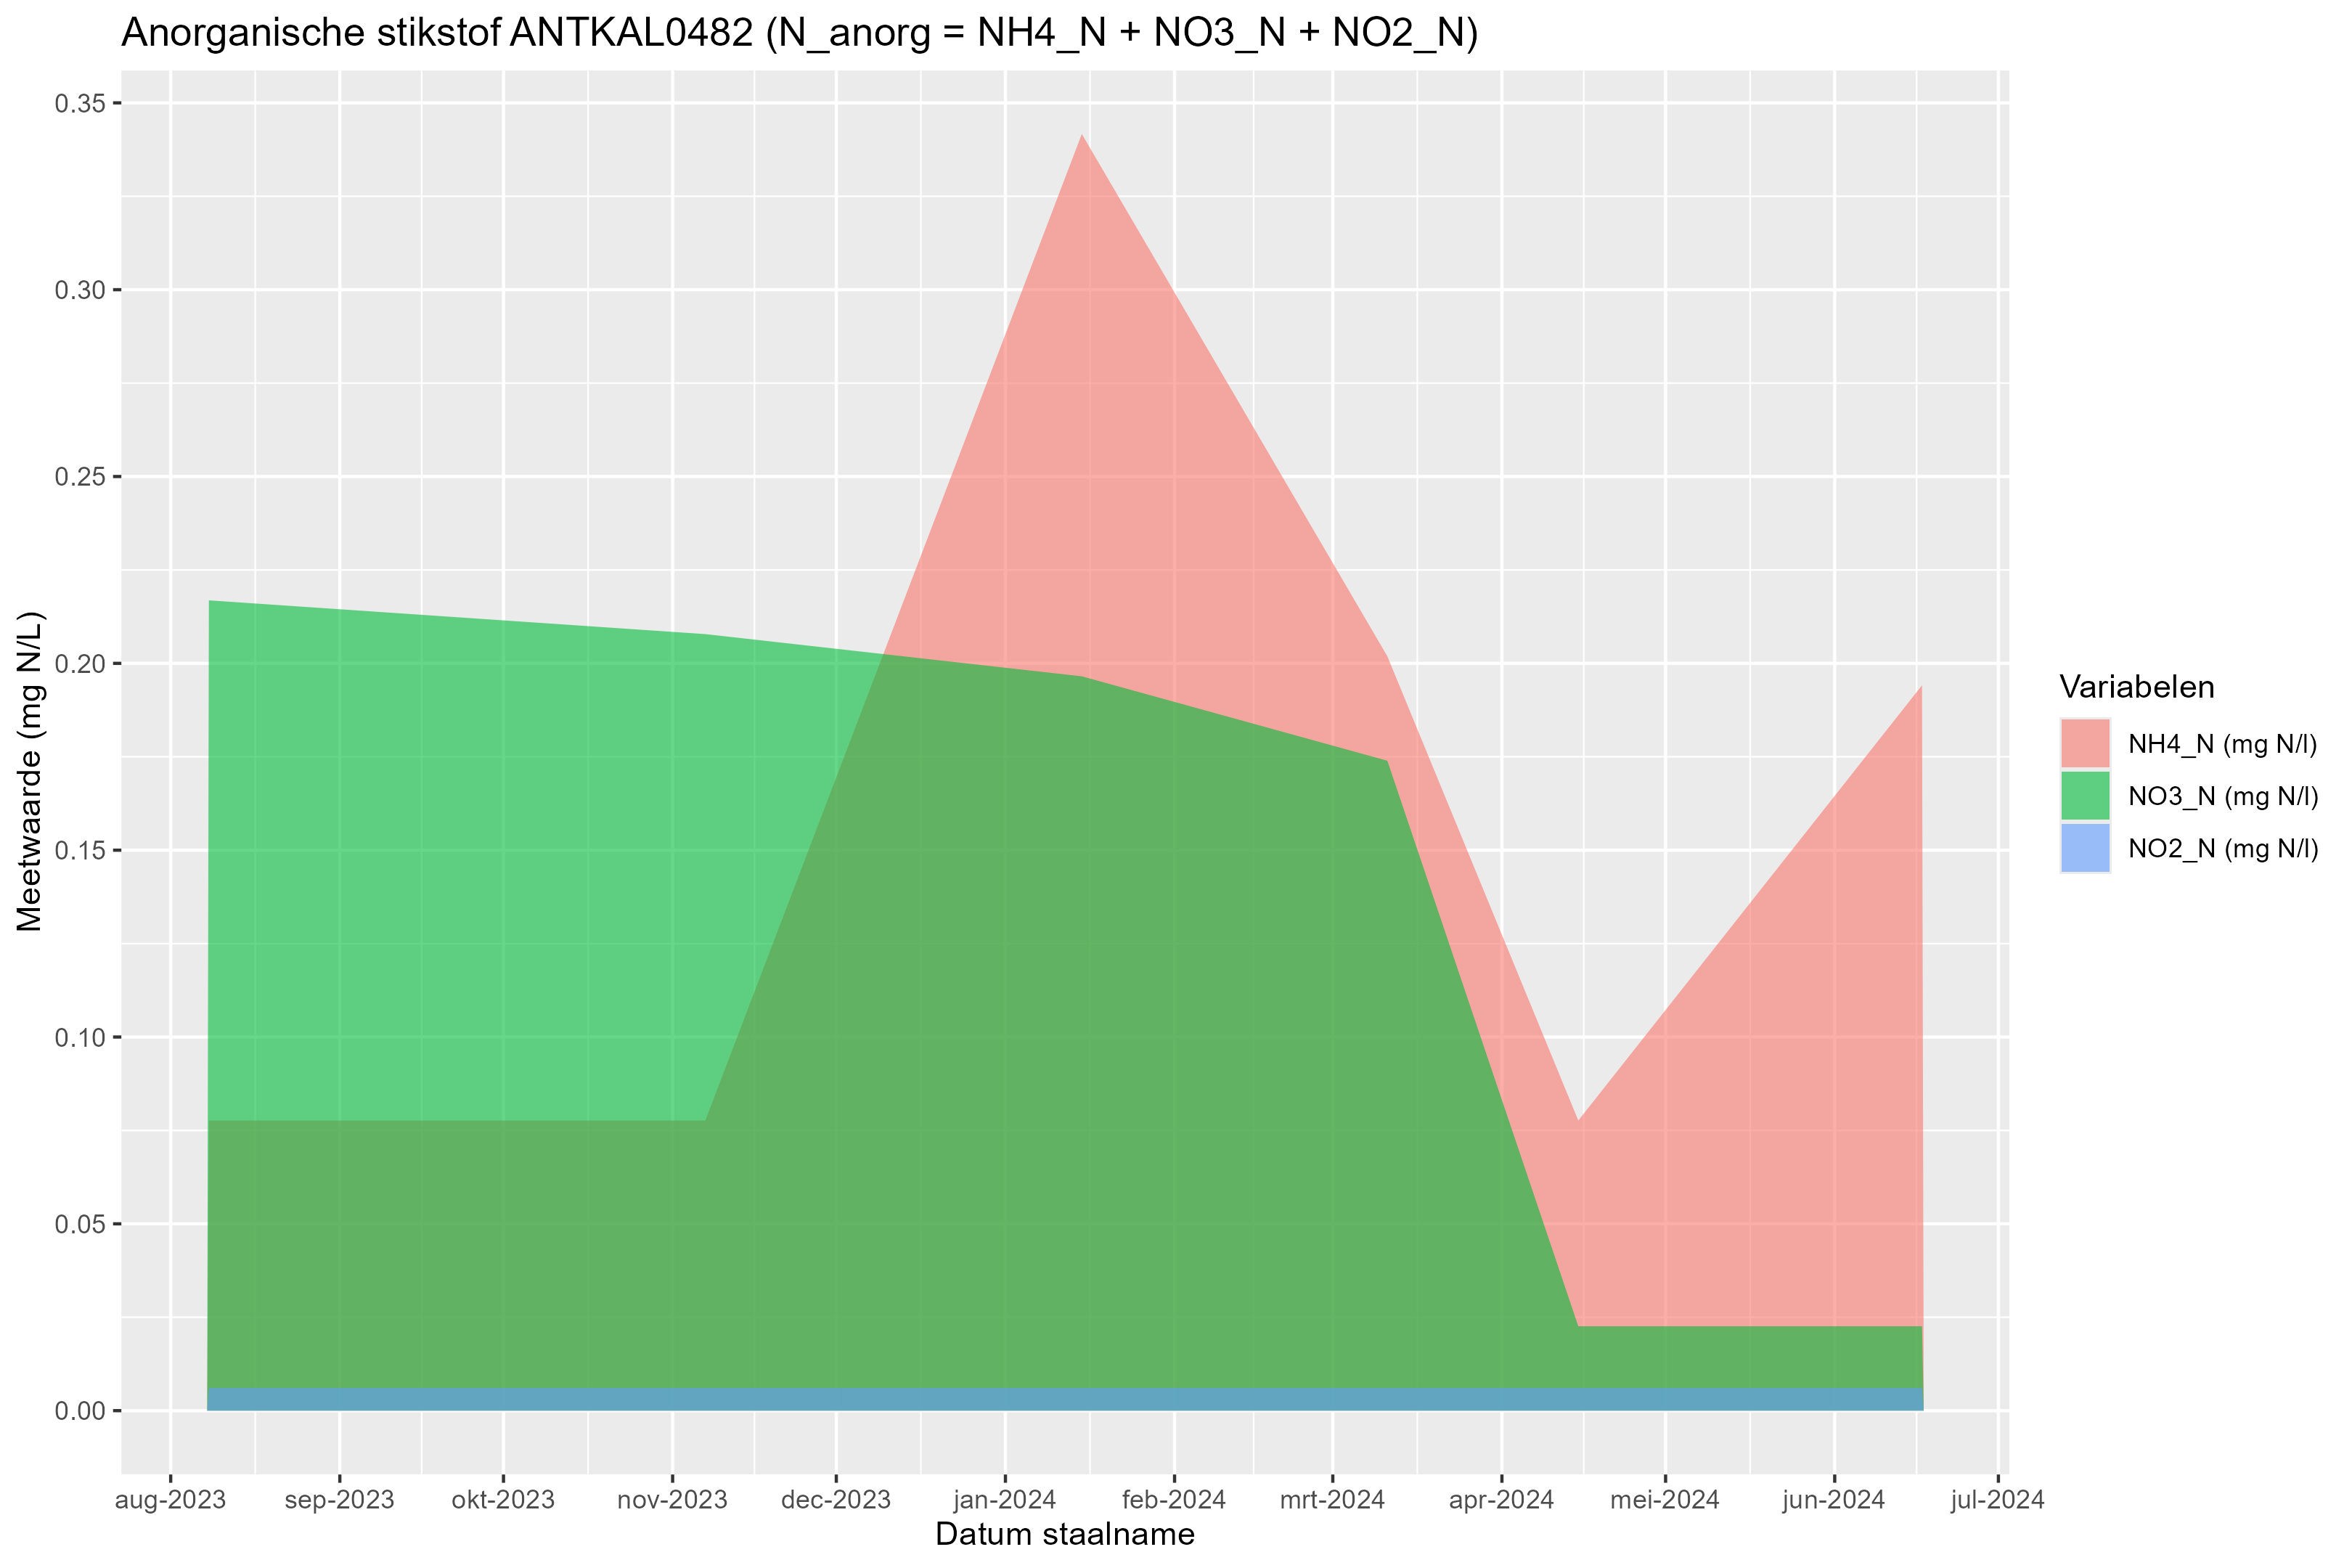 Anorganische stikstof ANTKAL0482 (N_anorg = NH4_N + NO3_N + NO2_N)
0.35
0.30
0.25
0.20
0.15
0.10
0.05
0.00
Meetwaarde (mg N/L)
aug-2023 sep-2023 okt-2023 nov-2023 dec-2023 jan-2024 feb-2024 mrt-2024 apr-2024 mei-2024 jun-2024 jul-2024
Datum staalname
Variabelen
NH4_N (mg N/l)
NO3_N (mg N/l)
NO2_N (mg N/l)